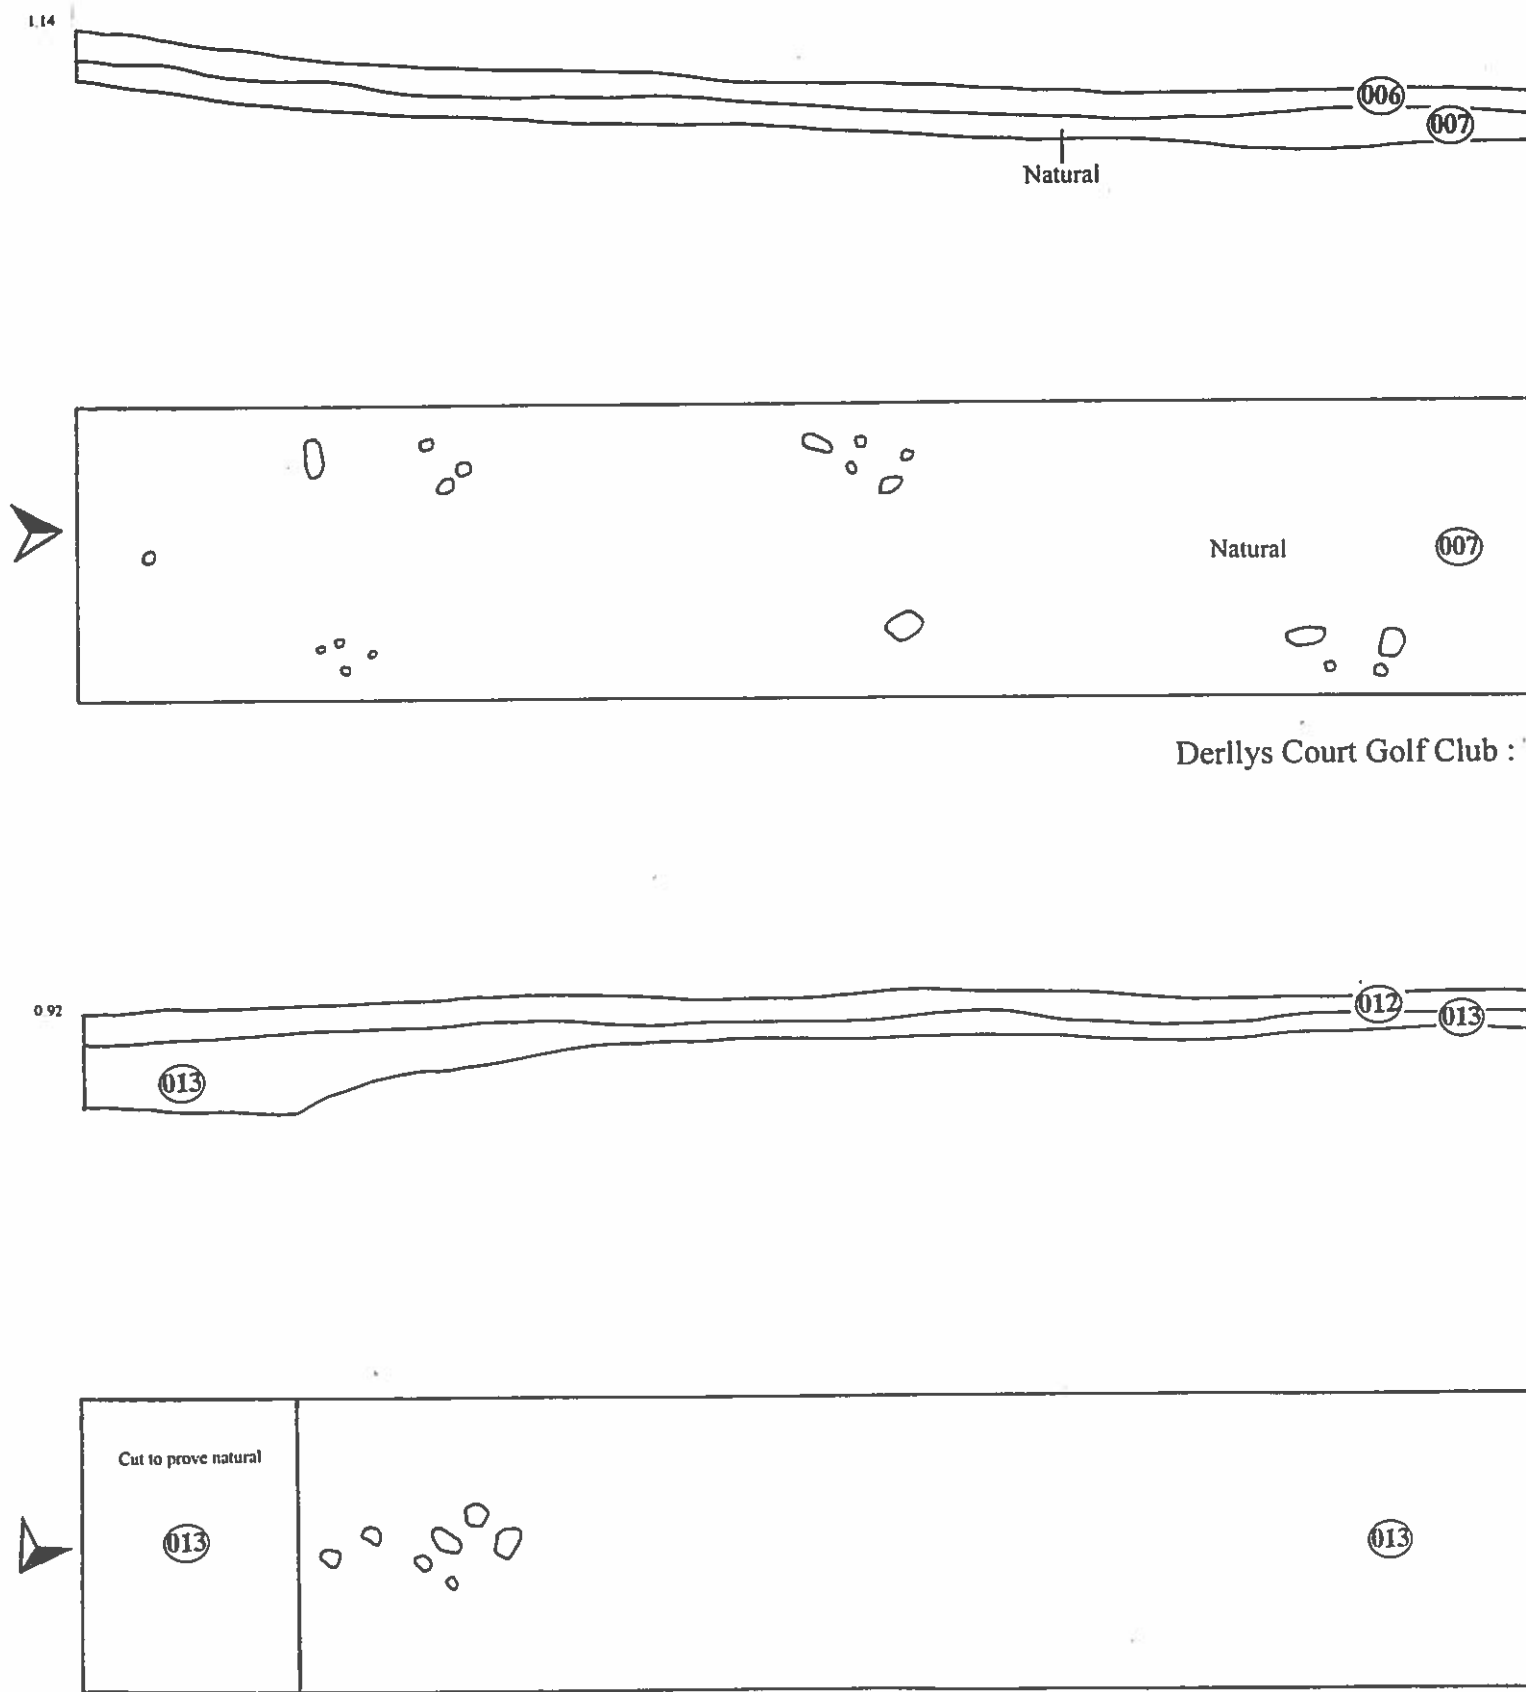 1.14
006
007
Natural
Natural
007
Derllys Court Golf Club :
0 92
012
013
013
Cut to prove natural
013
013